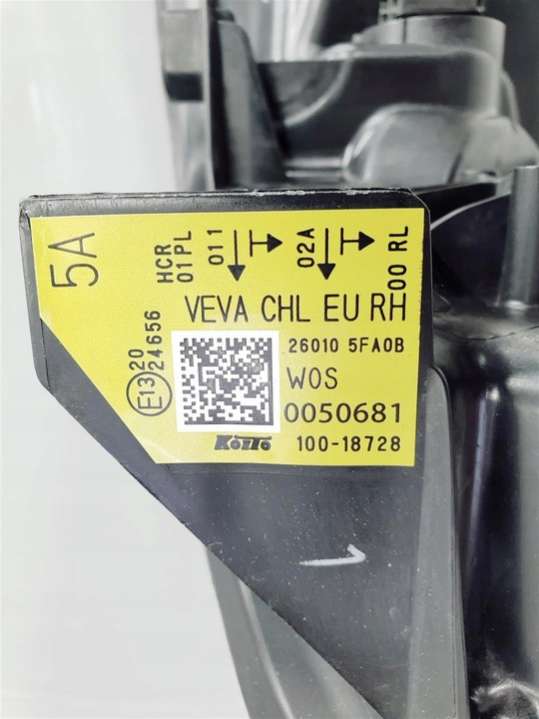 5A
HCR
01PL
011
02A
00 RL
VEVA CHL EU RH
E13
20
24656
26010 5FA0B
WOS
0050681
KOITO
100-18728